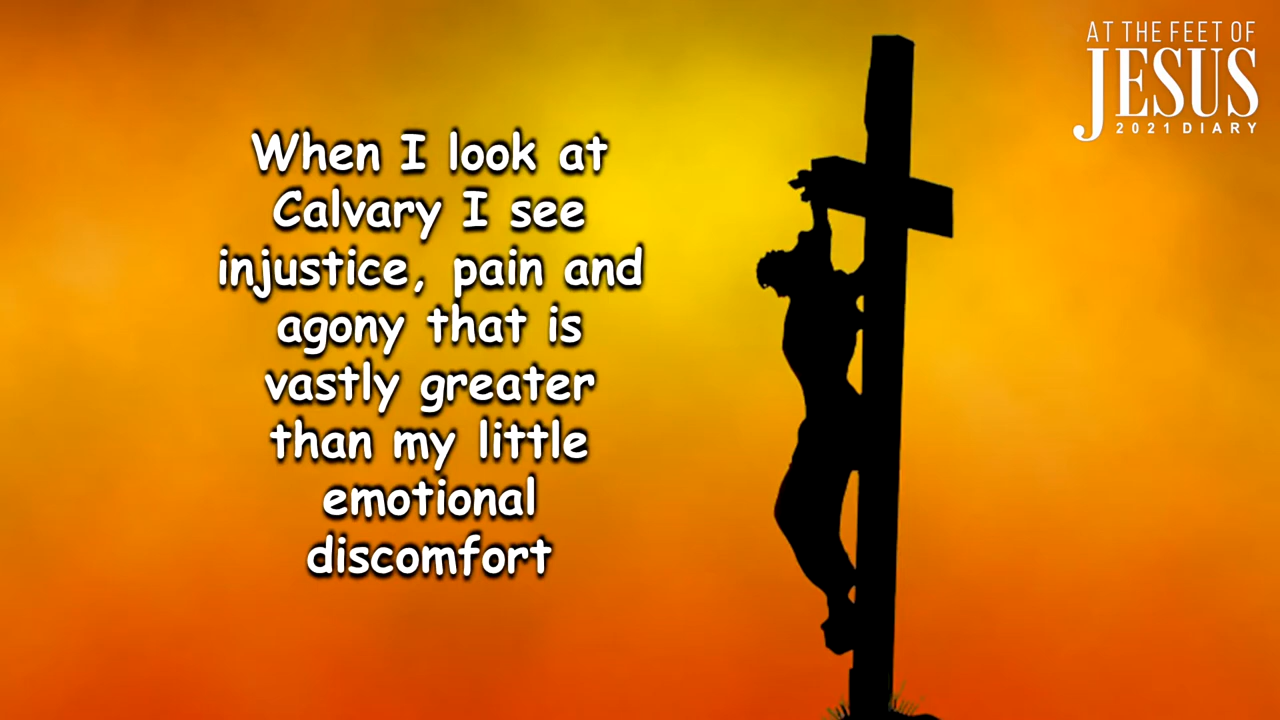 When I look at
Calvary I see
injustice, pain and
agony that is
vastly greater
than my little
emotional
discomfort
AT THE FEET OF
JESUS
2021 DIARY